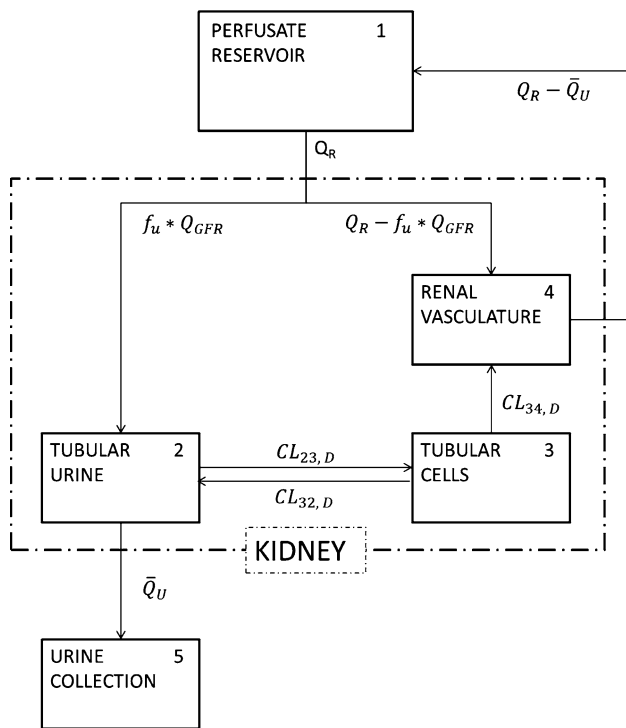 PERFUSATE 1
RESERVOIR
Q_R − Q̄_U
Q_R
f_u * Q_GFR
Q_R − f_u * Q_GFR
RENAL 4
VASCULATURE
CL_34, D
TUBULAR 2
URINE
CL_23, D
CL_32, D
TUBULAR 3
CELLS
KIDNEY
Q̄_U
URINE 5
COLLECTION